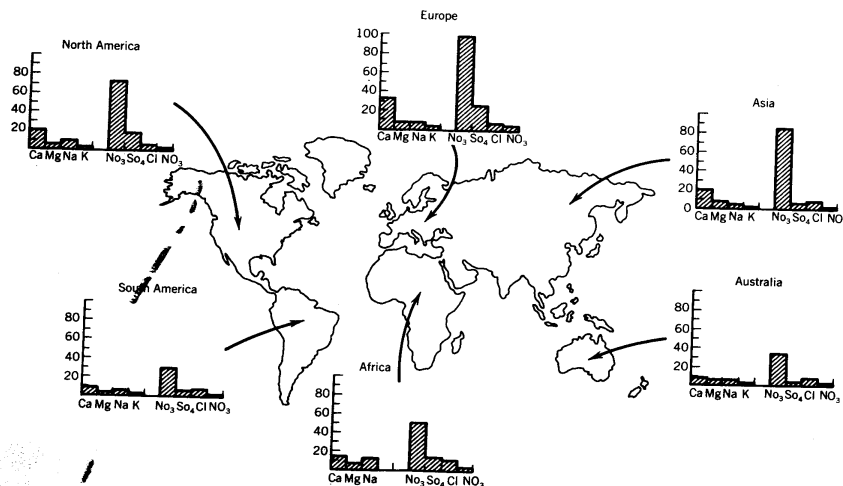 Europe
100
80
60
40
20
Ca Mg Na K No₃ So₄ Cl NO₃
North America
80
60
40
20
Ca Mg Na K No₃ So₄ Cl NO₃
Asia
80
60
40
20
0
Ca Mg Na K No₃ So₄ Cl NO
South America
80
60
40
20
Ca Mg Na K No₃ So₄ Cl NO₃
Africa
80
60
40
20
Ca Mg Na No₃ So₄ Cl NO₃
Australia
80
60
40
20
Ca Mg Na K No₃ So₄ Cl NO₃